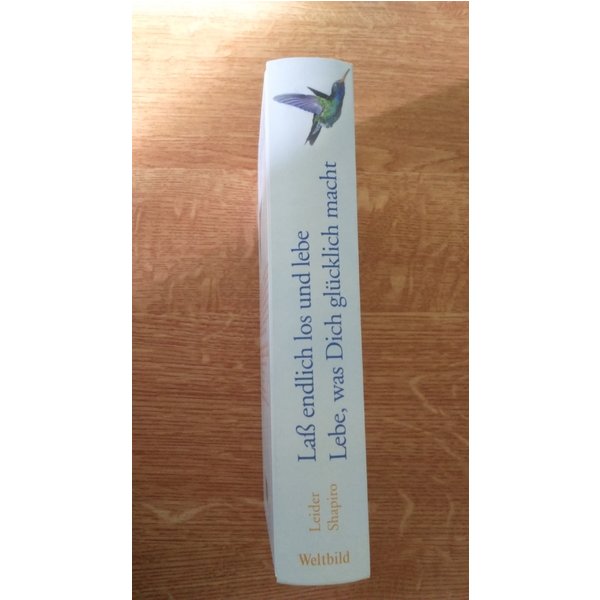 Laß endlich los und lebe
Lebe, was Dich glücklich macht
Leider
Shapiro
Weltbild